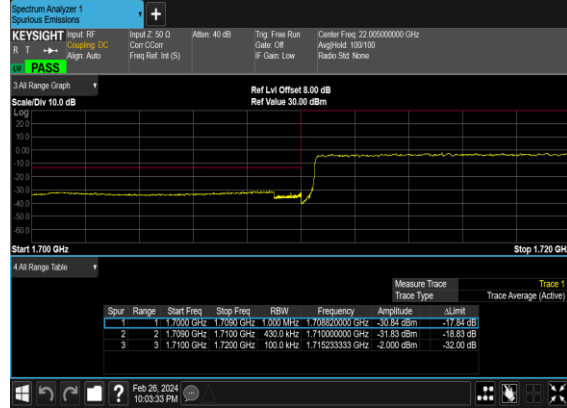 Spectrum Analyzer 1
Spurious Emissions
KEYSIGHT Input: RF Input Z: 50 Ω Atten: 40 dB Trig: Free Run Center Freq: 22.005000000 GHz
R T Coupling: DC Corr CCorr Gate: Off Avg|Hold: 100/100
Align: Auto Freq Ref: Int (S) IF Gain: Low Radio Std: None
LW PASS
3 All Range Graph Ref Lvl Offset 8.00 dB
Scale/Div 10.0 dB Ref Value 30.00 dBm
Log
20.0
10.0
0.00
-10.0
-20.0
-30.0
-40.0
-50.0
-60.0
Start 1.700 GHz Stop 1.720 GH
4 All Range Table
Measure Trace Trace 1
Trace Type Trace Average (Active)
Spur Range Start Freq Stop Freq RBW Frequency Amplitude ΔLimit
1 1 1.7000 GHz 1.7090 GHz 1.000 MHz 1.708820000 GHz -30.84 dBm -17.84 dB
2 2 1.7090 GHz 1.7100 GHz 430.0 kHz 1.710000000 GHz -31.83 dBm -18.83 dB
3 3 1.7100 GHz 1.7200 GHz 100.0 kHz 1.715233333 GHz -2.000 dBm -32.00 dB
Feb 26, 2024
10:03:33 PM